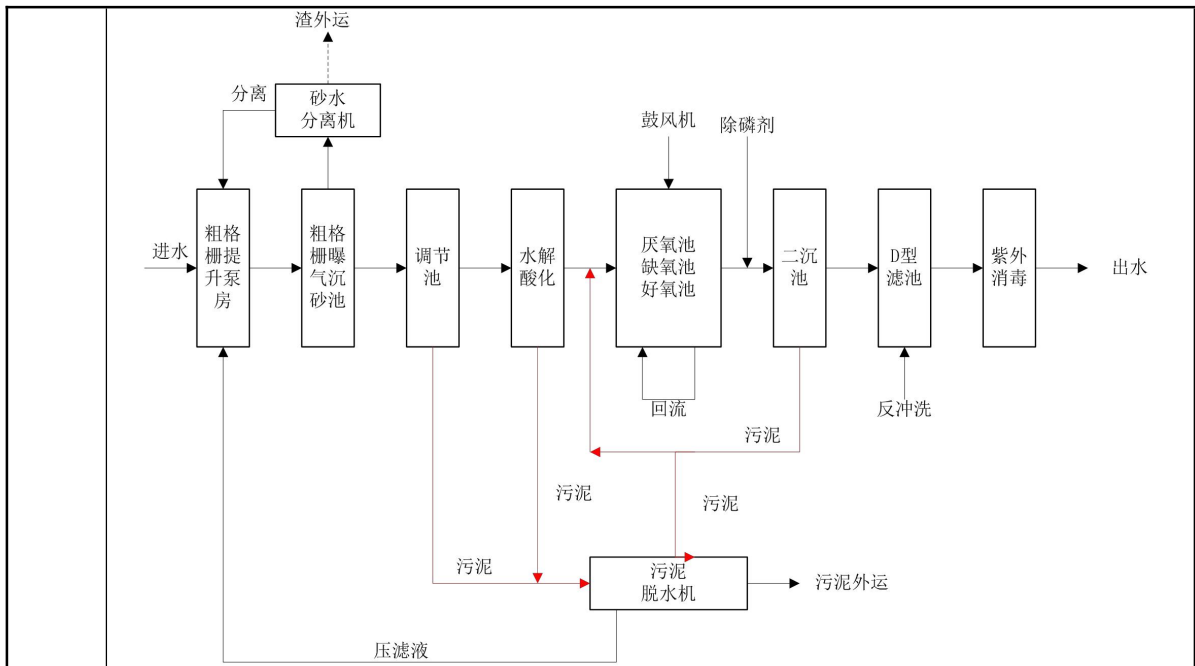 渣外运
分离
砂水
分离机
鼓风机
除磷剂
进水
粗格
栅提
升泵
房
粗格
栅曝
气沉
砂池
调节
池
水解
酸化
厌氧池
缺氧池
好氧池
二沉
池
D型
滤池
紫外
消毒
出水
回流
反冲洗
污泥
污泥
污泥
污泥
污泥
脱水机
污泥外运
压滤液